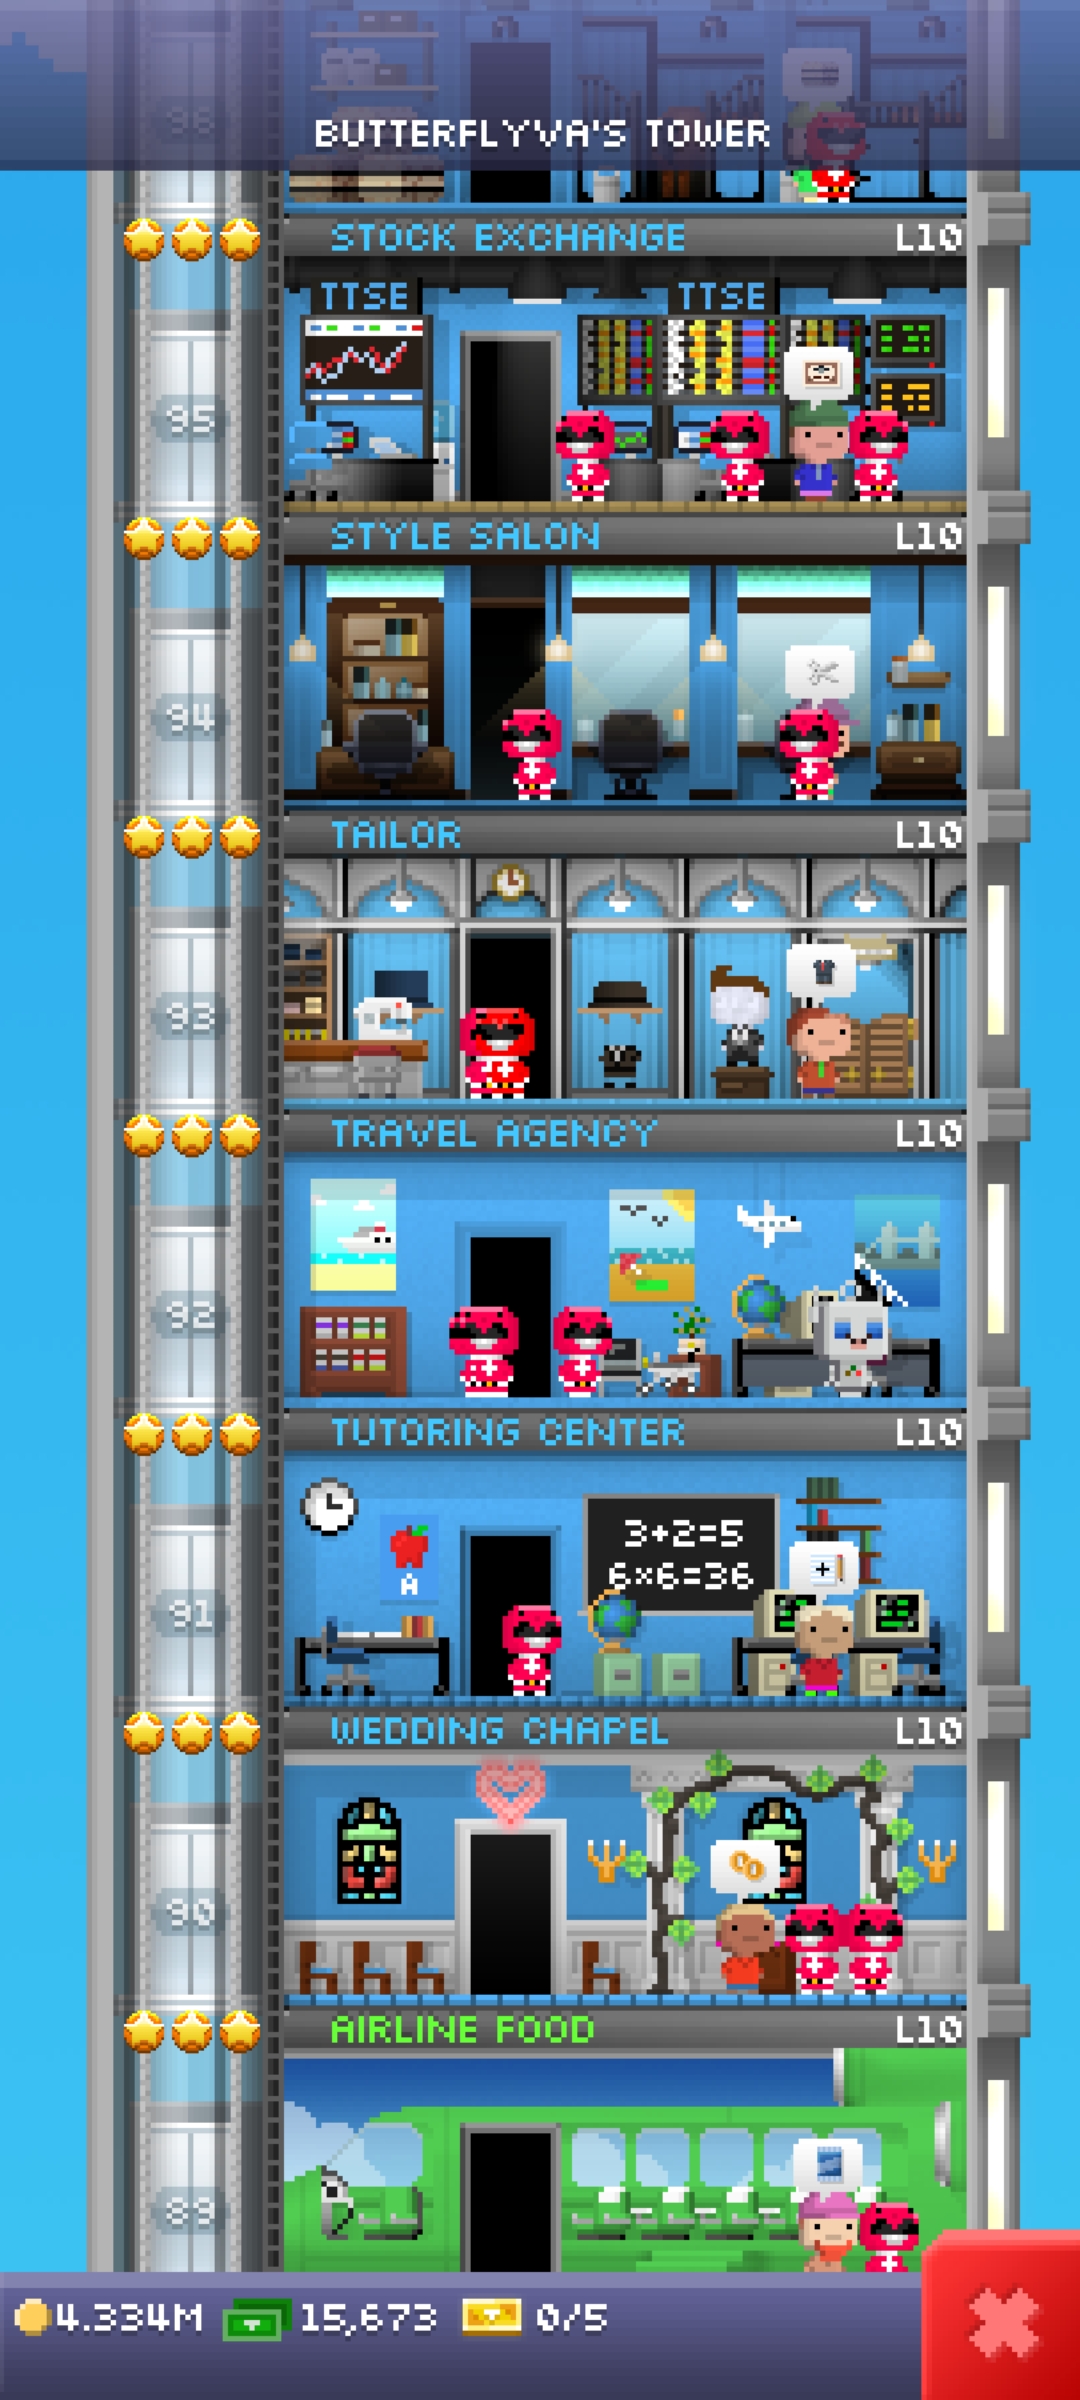 96
BUTTERFLYVA'S TOWER
STOCK EXCHANGE L10
TTSE TTSE
95
STYLE SALON L10
94
TAILOR L10
93
TRAVEL AGENCY L10
92
TUTORING CENTER L10
3+2=5
A
6x6=36
91
WEDDING CHAPEL L10
90
AIRLINE FOOD L10
89
4.334M 15,673 0/5